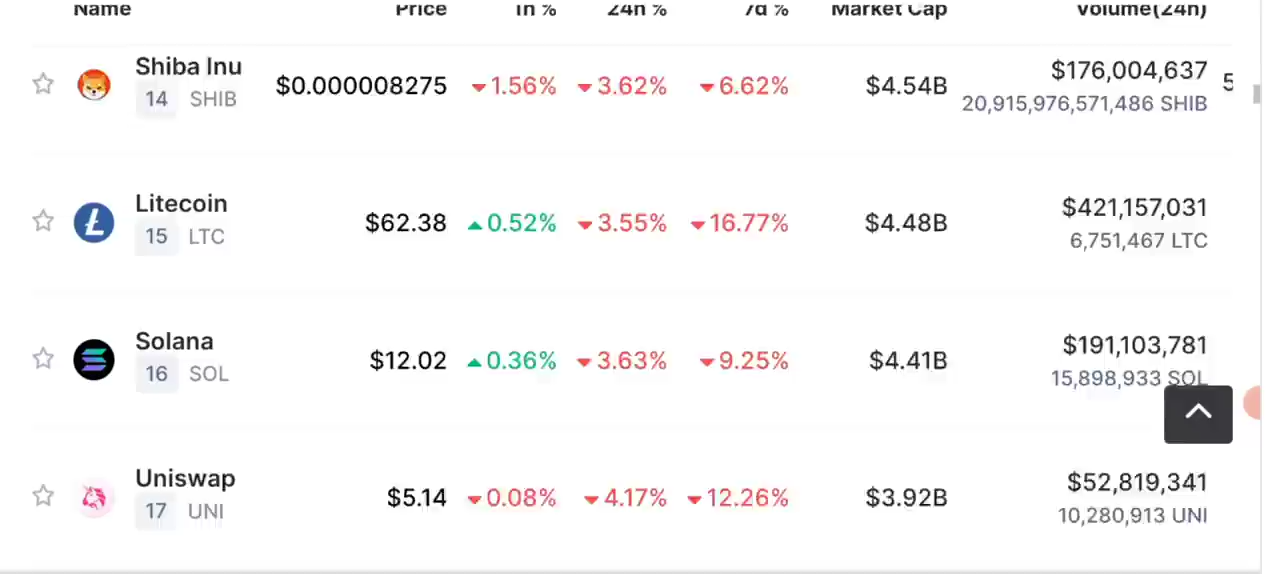 Name Price 1h % 24h % 7d % Market Cap Volume(24h)
Shiba Inu
14 SHIB
$0.000008275 1.56% 3.62% 6.62% $4.54B
$176,004,637
20,915,976,571,486 SHIB
5
Litecoin
15 LTC
$62.38 0.52% 3.55% 16.77% $4.48B
$421,157,031
6,751,467 LTC
Solana
16 SOL
$12.02 0.36% 3.63% 9.25% $4.41B
$191,103,781
15,898,933 SOL
Uniswap
17 UNI
$5.14 0.08% 4.17% 12.26% $3.92B
$52,819,341
10,280,913 UNI